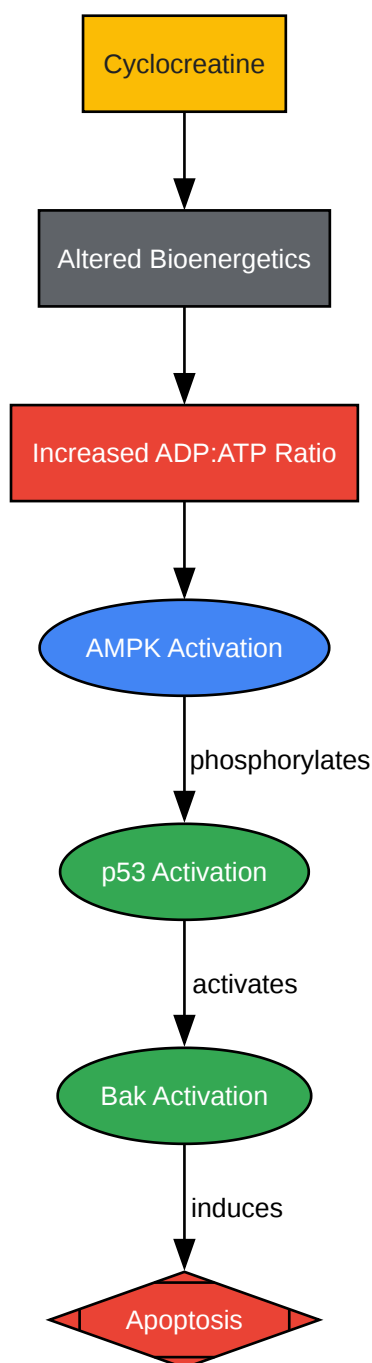 Cyclocreatine
Altered Bioenergetics
Increased ADP:ATP Ratio
AMPK Activation
phosphorylates
p53 Activation
activates
Bak Activation
induces
Apoptosis